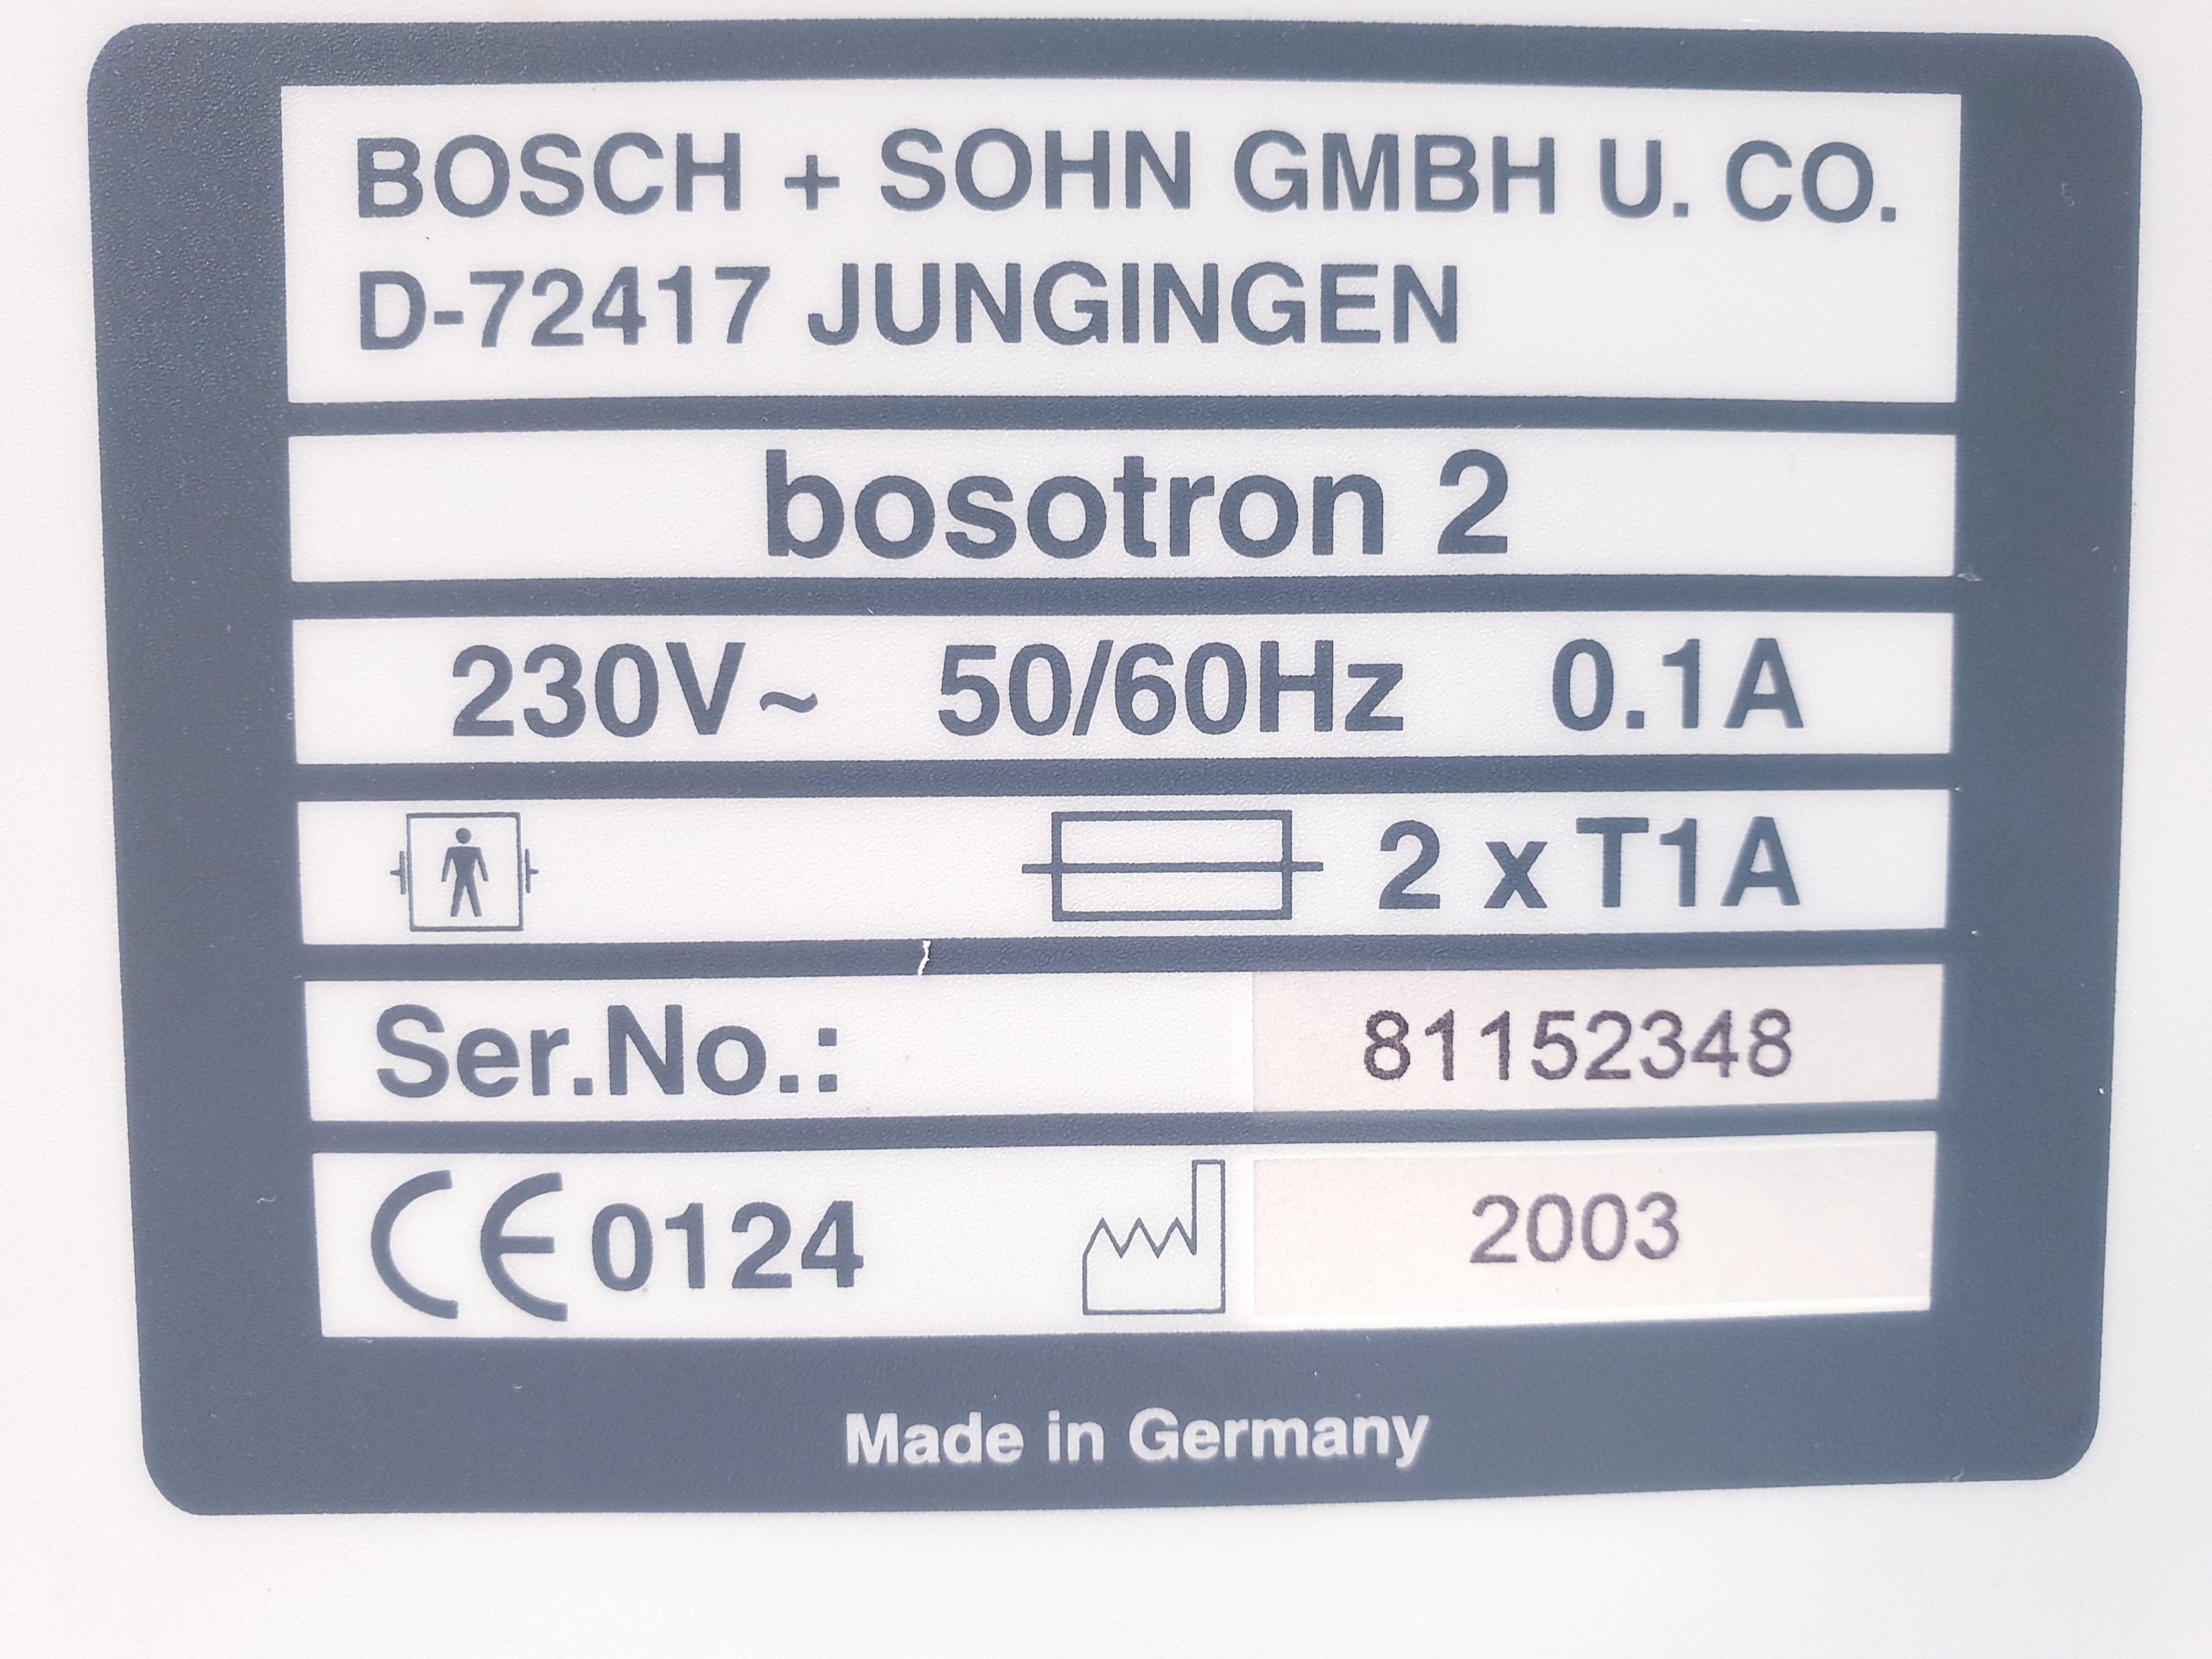 BOSCH + SOHN GMBH U. CO.
D-72417 JUNGINGEN
bosotron 2
230V~ 50/60Hz 0.1A
2 x T1A
Ser.No.: 81152348
CE 0124 2003
Made in Germany